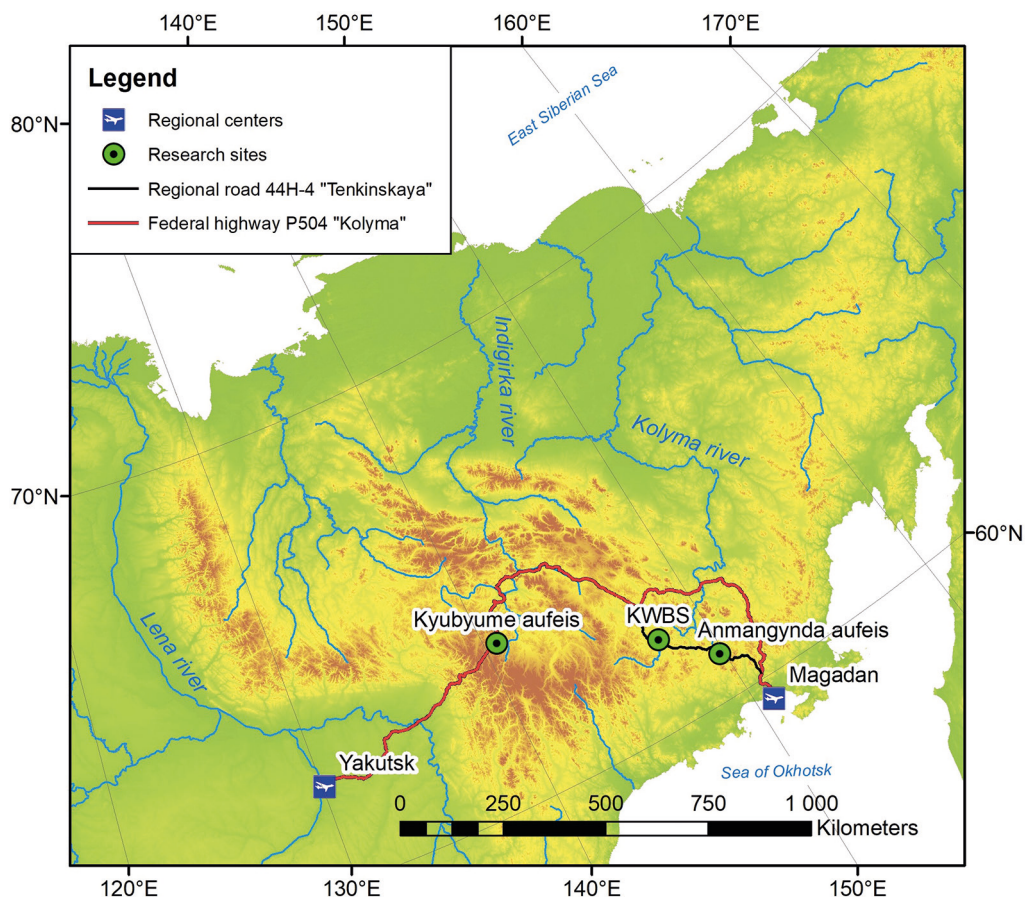 140°E 150°E 160°E 170°E
Legend
Regional centers
Research sites
Regional road 44H-4 "Tenkinskaya"
Federal highway P504 "Kolyma"
East Siberian Sea
80°N
Indigirka river
Kolyma river
70°N
60°N
Kyubyume aufeis
KWBS
Anmangynda aufeis
Lena river
Magadan
Yakutsk
Sea of Okhotsk
0 250 500 750 1 000
Kilometers
120°E 130°E 140°E 150°E